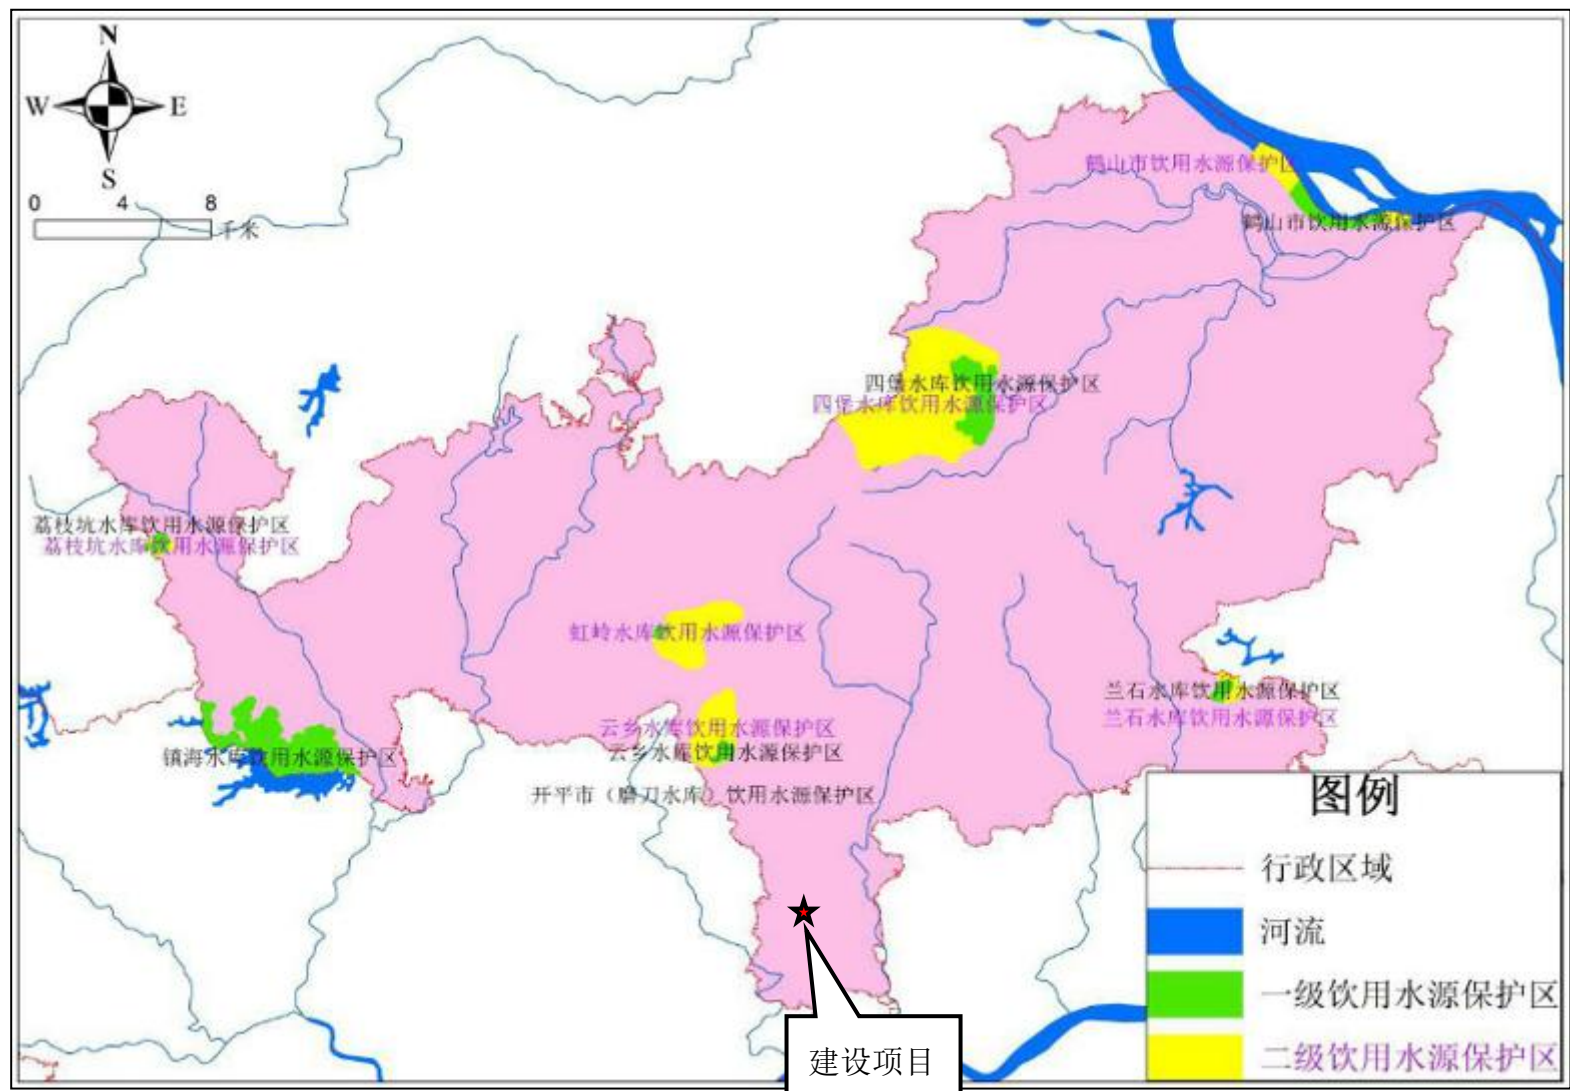 N
W E
S
0 4 8
千米
鹤山市饮用水源保护区
鹤山市饮用水源保护区
四堡水库饮用水源保护区
四堡水库饮用水源保护区
荔枝坑水库饮用水源保护区
荔枝坑水库饮用水源保护区
虹岭水库饮用水源保护区
兰石水库饮用水源保护区
兰石水库饮用水源保护区
云乡水库饮用水源保护区
云乡水库饮用水源保护区
镇海水库饮用水源保护区
开平市（磨刀水库）饮用水源保护区
图例
行政区域
河流
一级饮用水源保护区
二级饮用水源保护区
建设项目